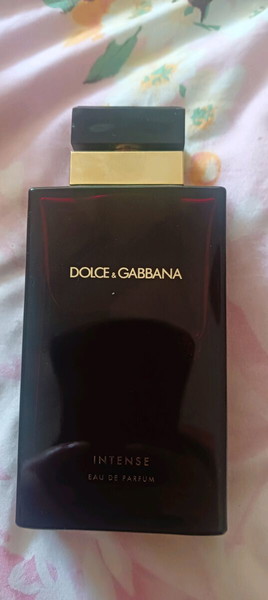 DOLCE & GABBANA
INTENSE
EAU DE PARFUM